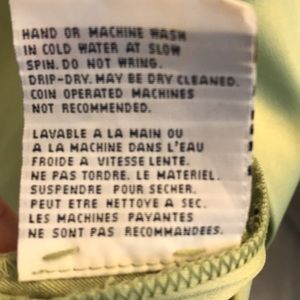 HAND OR MACHINE WASH
IN COLD WATER AT SLOW
SPIN. DO NOT WRING.
DRIP-DRY. MAY BE DRY CLEANED.
COIN OPERATED MACHINES
NOT RECOMMENDED.
LAVABLE A LA MAIN OU
A LA MACHINE DANS L'EAU
FROIDE A VITESSE LENTE.
NE PAS TORDRE. LE MATERIEL.
SUSPENDRE POUR SECHER.
PEUT ETRE HETTOYE A SEC.
LES MACHINES PAYANTES
NE SONT PAS RECOMMANDEES.